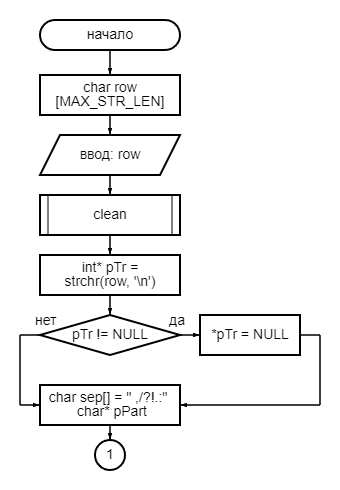 начало
char row
[MAX_STR_LEN]
ввод: row
clean
int* pTr =
strchr(row, '\n')
нет
да
pTr != NULL
*pTr = NULL
char sep[] = " ,/?!.:"
char* pPart
1